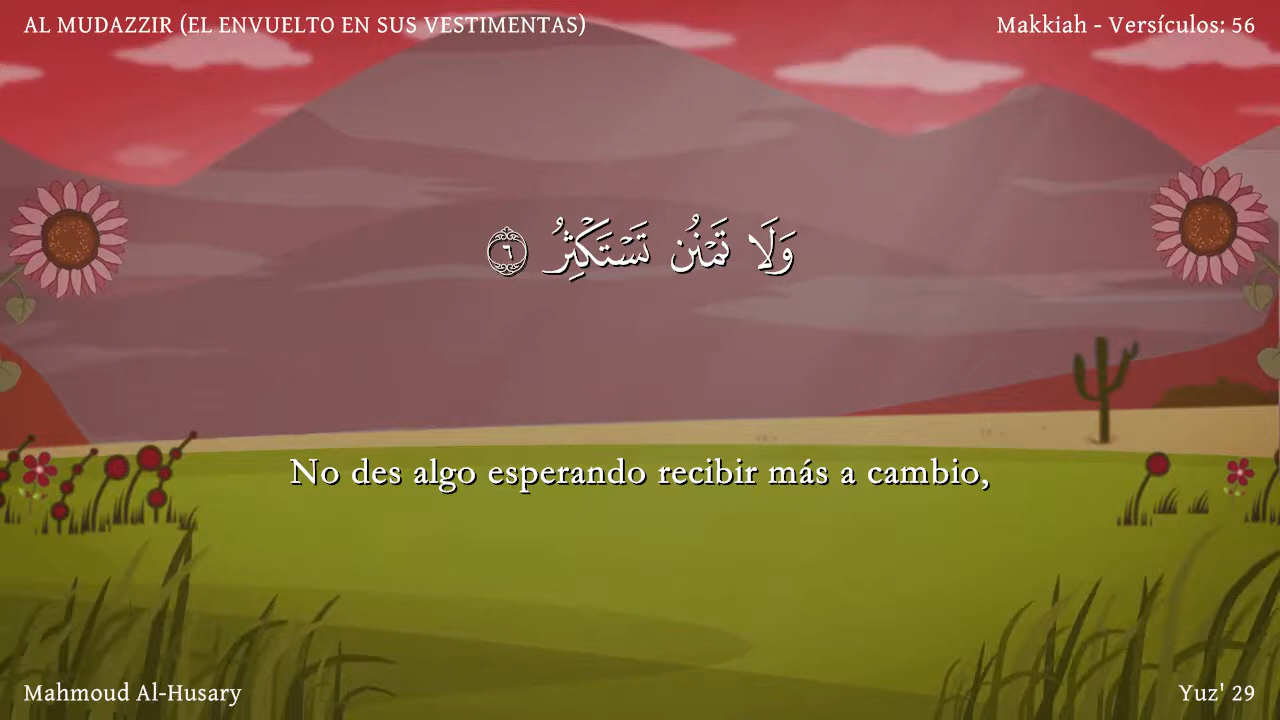 AL MUDAZZIR (EL ENVUELTO EN SUS VESTIMENTAS)
Makkiah - Versículos: 56
وَلَا تَمْنُن تَسْتَكْثِرُ ٦
No des algo esperando recibir más a cambio,
Mahmoud Al-Husary
Yuz' 29